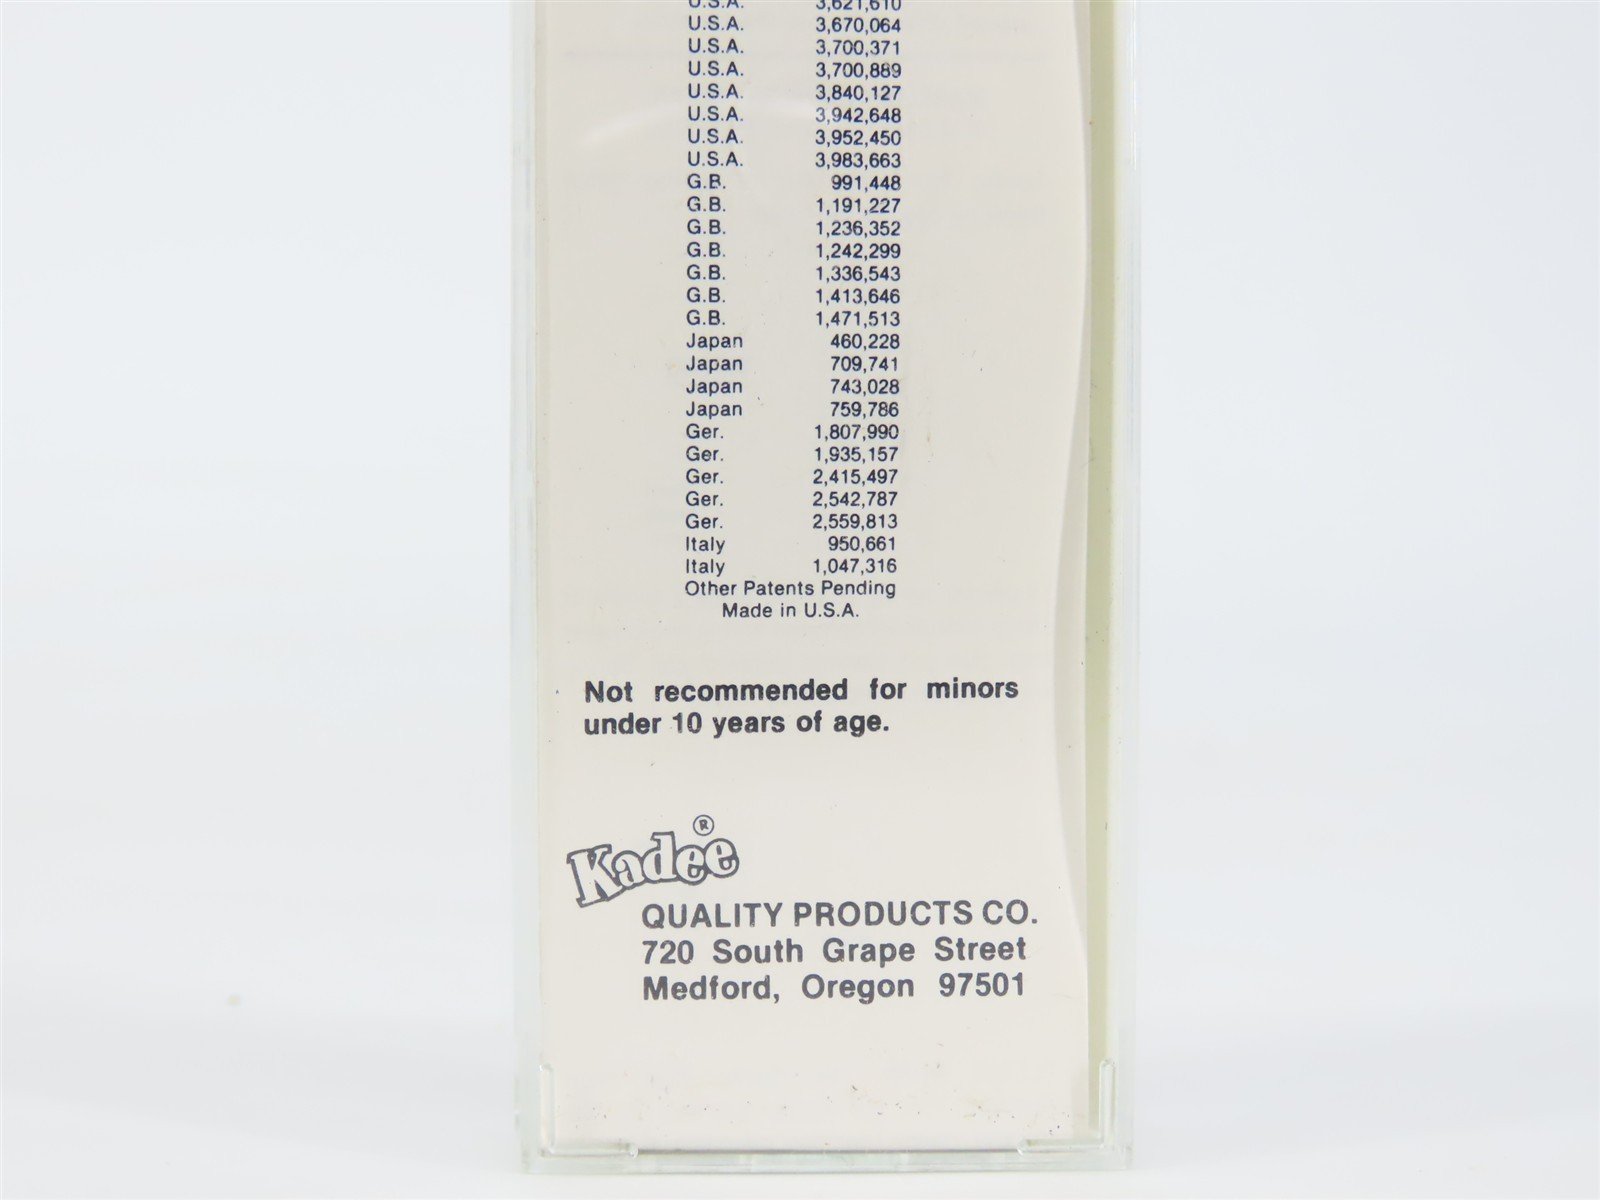 U.S.A. 3,621,610
U.S.A. 3,670,064
U.S.A. 3,700,371
U.S.A. 3,700,889
U.S.A. 3,840,127
U.S.A. 3,942,648
U.S.A. 3,952,450
U.S.A. 3,983,663
G.B. 991,448
G.B. 1,191,227
G.B. 1,236,352
G.B. 1,242,299
G.B. 1,336,543
G.B. 1,413,646
G.B. 1,471,513
Japan 460,228
Japan 709,741
Japan 743,028
Japan 759,786
Ger. 1,807,990
Ger. 1,935,157
Ger. 2,415,497
Ger. 2,542,787
Ger. 2,559,813
Italy 950,661
Italy 1,047,316
Other Patents Pending
Made in U.S.A.
Not recommended for minors
under 10 years of age.
Kadee®
QUALITY PRODUCTS CO.
720 South Grape Street
Medford, Oregon 97501